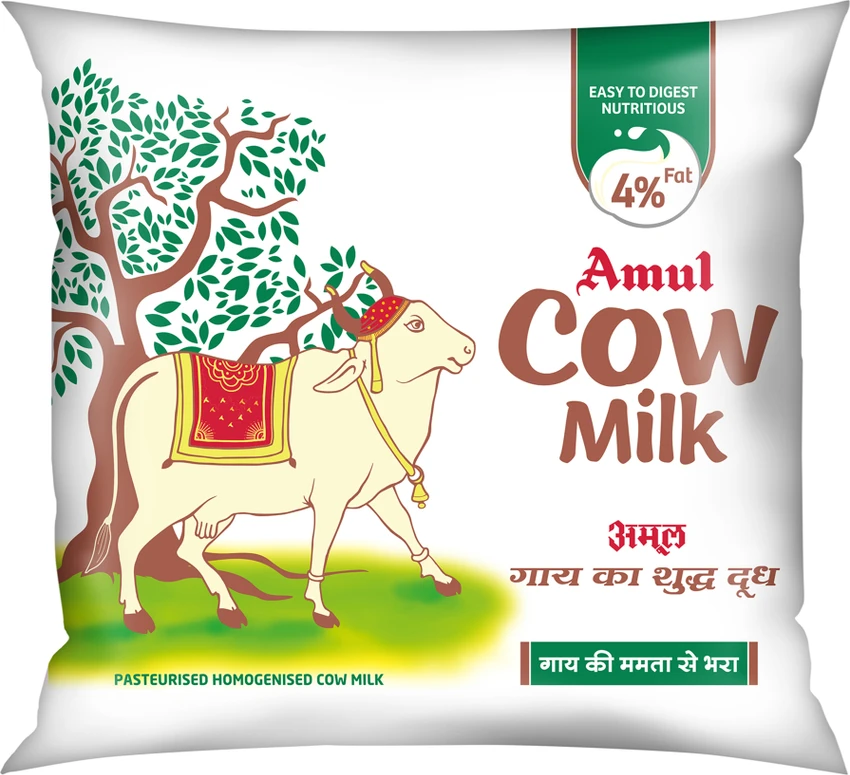 EASY TO DIGEST
NUTRITIOUS
4% Fat
Amul
Cow
Milk
अमूल
गाय का शुद्ध दूध
गाय की ममता से भरा
PASTEURISED HOMOGENISED COW MILK